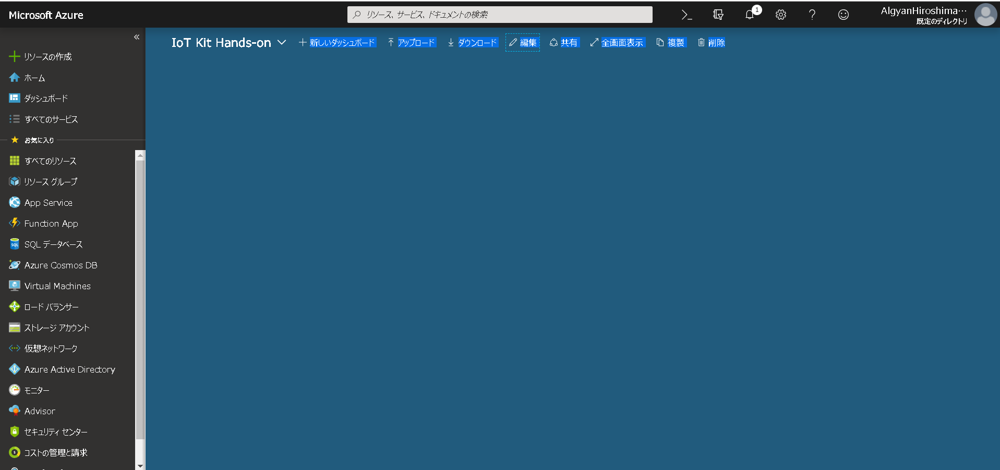 Microsoft Azure
リソース、サービス、ドキュメントの検索
1
AlgyanHiroshima…
既定のディレクトリ
IoT Kit Hands-on
新しいダッシュボード
アップロード
ダウンロード
編集
共有
全画面表示
複製
削除
リソースの作成
ホーム
ダッシュボード
すべてのサービス
お気に入り
すべてのリソース
リソース グループ
App Service
Function App
SQL データベース
Azure Cosmos DB
Virtual Machines
ロード バランサー
ストレージ アカウント
仮想ネットワーク
Azure Active Directory
モニター
Advisor
セキュリティ センター
コストの管理と請求